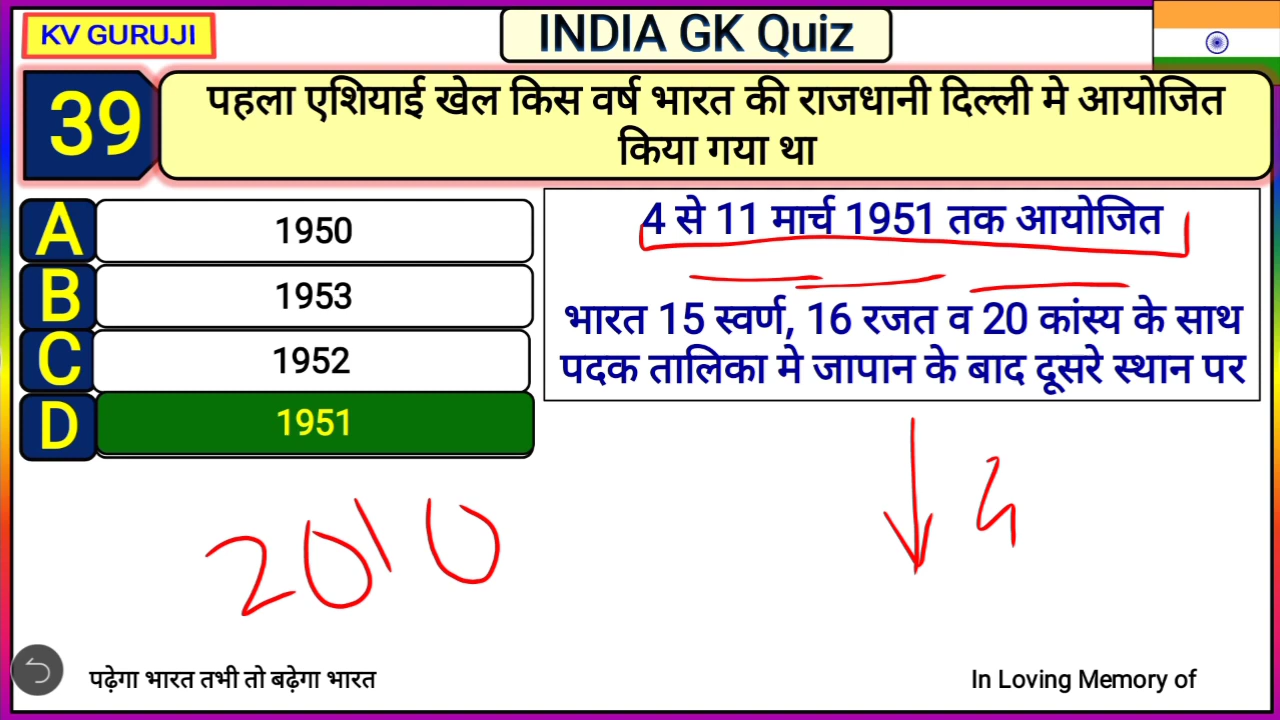 KV GURUJI
INDIA GK Quiz
39
पहला एशियाई खेल किस वर्ष भारत की राजधानी दिल्ली मे आयोजित
किया गया था
A 1950
B 1953
C 1952
D 1951
4 से 11 मार्च 1951 तक आयोजित
भारत 15 स्वर्ण, 16 रजत व 20 कांस्य के साथ
पदक तालिका मे जापान के बाद दूसरे स्थान पर
2010
पढ़ेगा भारत तभी तो बढ़ेगा भारत
In Loving Memory of